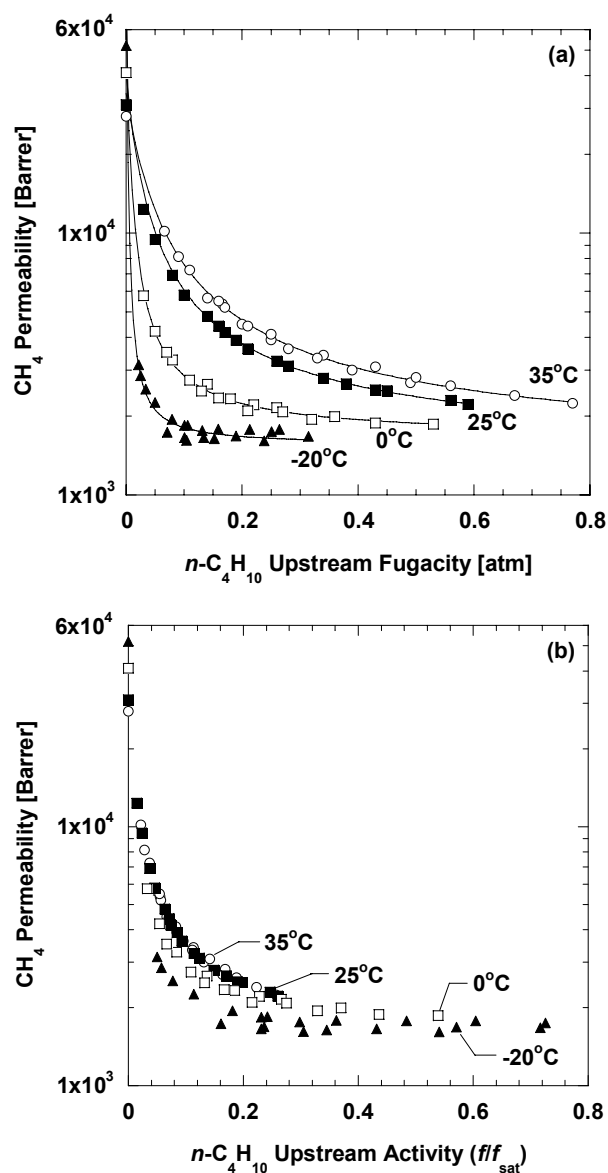 (a)
6x10⁴
1x10⁴
1x10³
CH₄ Permeability [Barrer]
35°C
25°C
0°C
-20°C
0 0.2 0.4 0.6 0.8
n-C₄H₁₀ Upstream Fugacity [atm]
(b)
6x10⁴
1x10⁴
1x10³
CH₄ Permeability [Barrer]
35°C
25°C
0°C
-20°C
0 0.2 0.4 0.6 0.8
n-C₄H₁₀ Upstream Activity (f/f_sat)